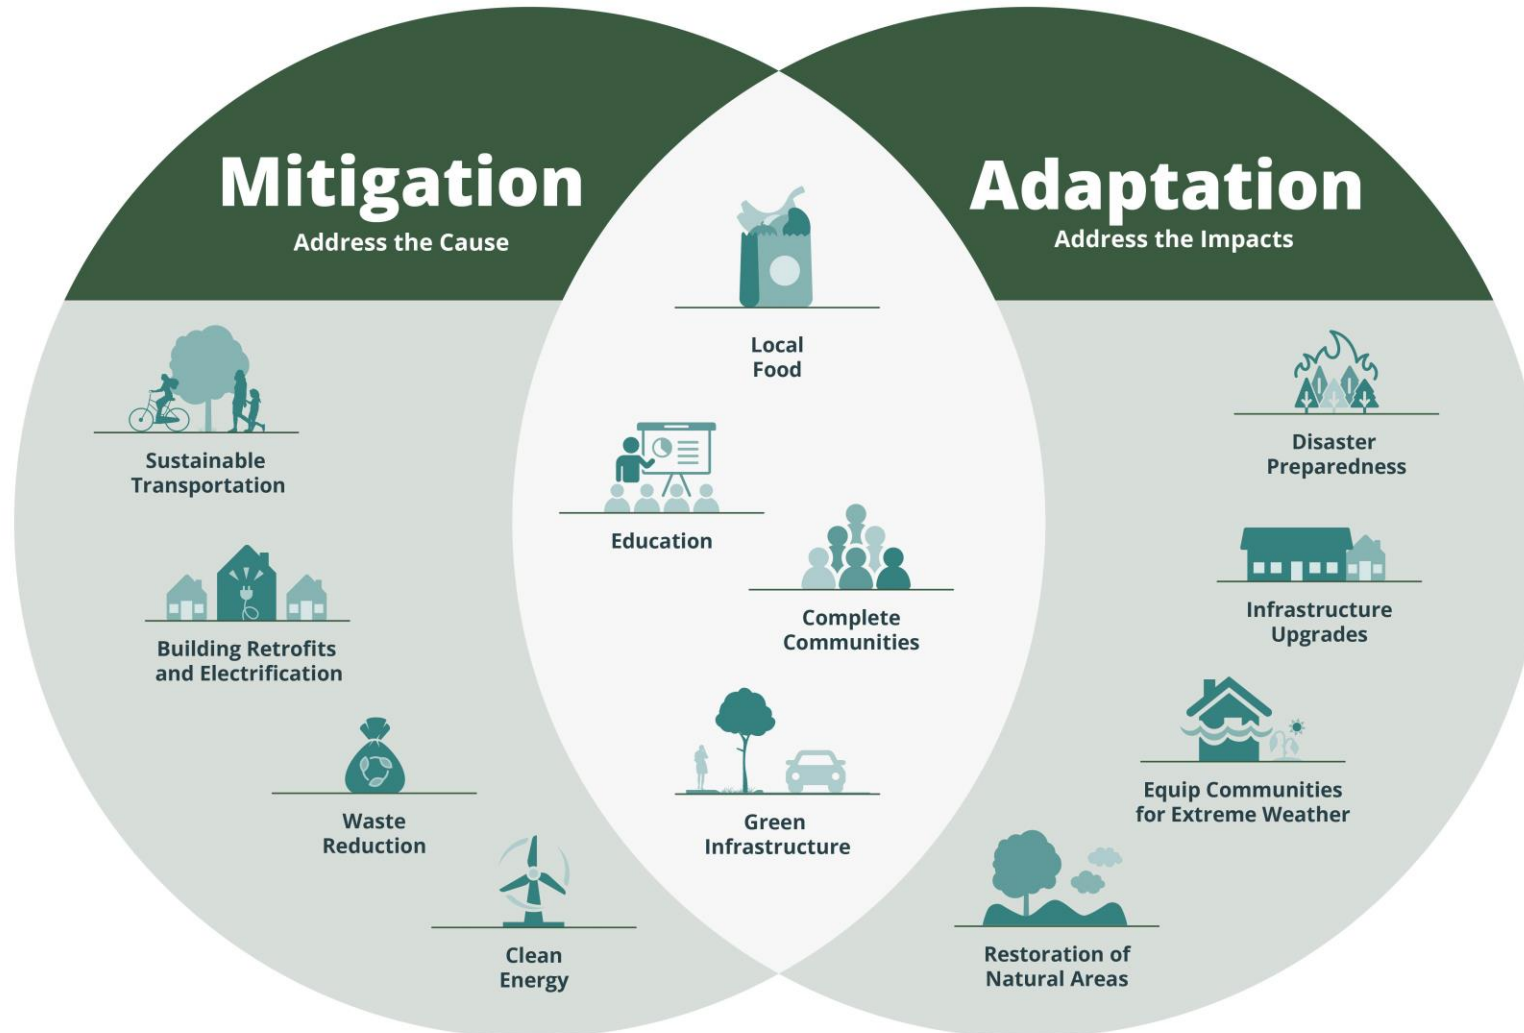 Mitigation
Address the Cause
Sustainable
Transportation
Building Retrofits
and Electrification
Waste
Reduction
Clean
Energy
Local
Food
Education
Complete
Communities
Green
Infrastructure
Adaptation
Address the Impacts
Disaster
Preparedness
Infrastructure
Upgrades
Equip Communities
for Extreme Weather
Restoration of
Natural Areas